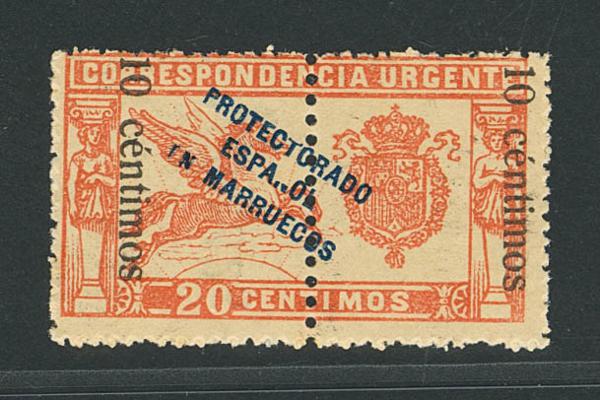 CORRESPONDENCIA URGENTE
10 céntimos
PROTECTORADO
ESPAÑOL
EN MARRUECOS
10 céntimos
20 CENTIMOS